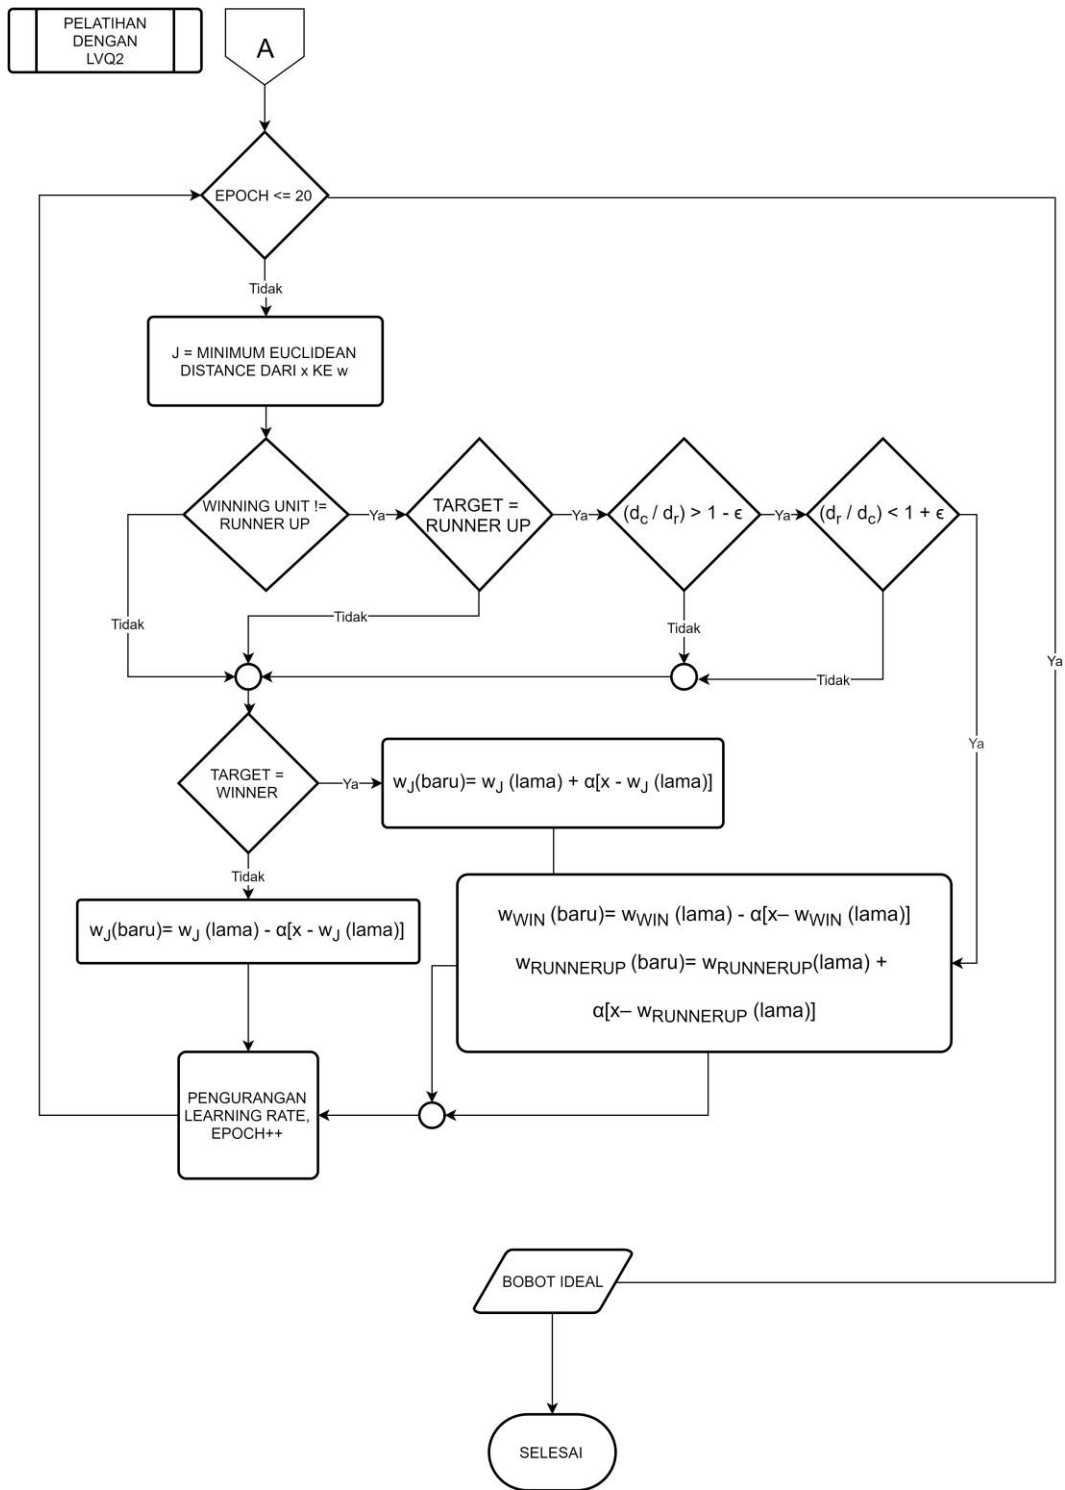 PELATIHAN
DENGAN
LVQ2
A
EPOCH <= 20
Tidak
J = MINIMUM EUCLIDEAN
DISTANCE DARI x KE w
WINNING UNIT !=
RUNNER UP
Ya
TARGET =
RUNNER UP
Ya
(dc / dr) > 1 - ϵ
Ya
(dr / dc) < 1 + ϵ
Tidak
Tidak
Tidak
Tidak
Ya
Ya
TARGET =
WINNER
Ya
wJ(baru)= wJ (lama) + α[x - wJ (lama)]
Tidak
wJ(baru)= wJ (lama) - α[x - wJ (lama)]
wWIN (baru)= wWIN (lama) - α[x– wWIN (lama)]
wRUNNERUP (baru)= wRUNNERUP(lama) +
α[x– wRUNNERUP (lama)]
PENGURANGAN
LEARNING RATE,
EPOCH++
BOBOT IDEAL
SELESAI